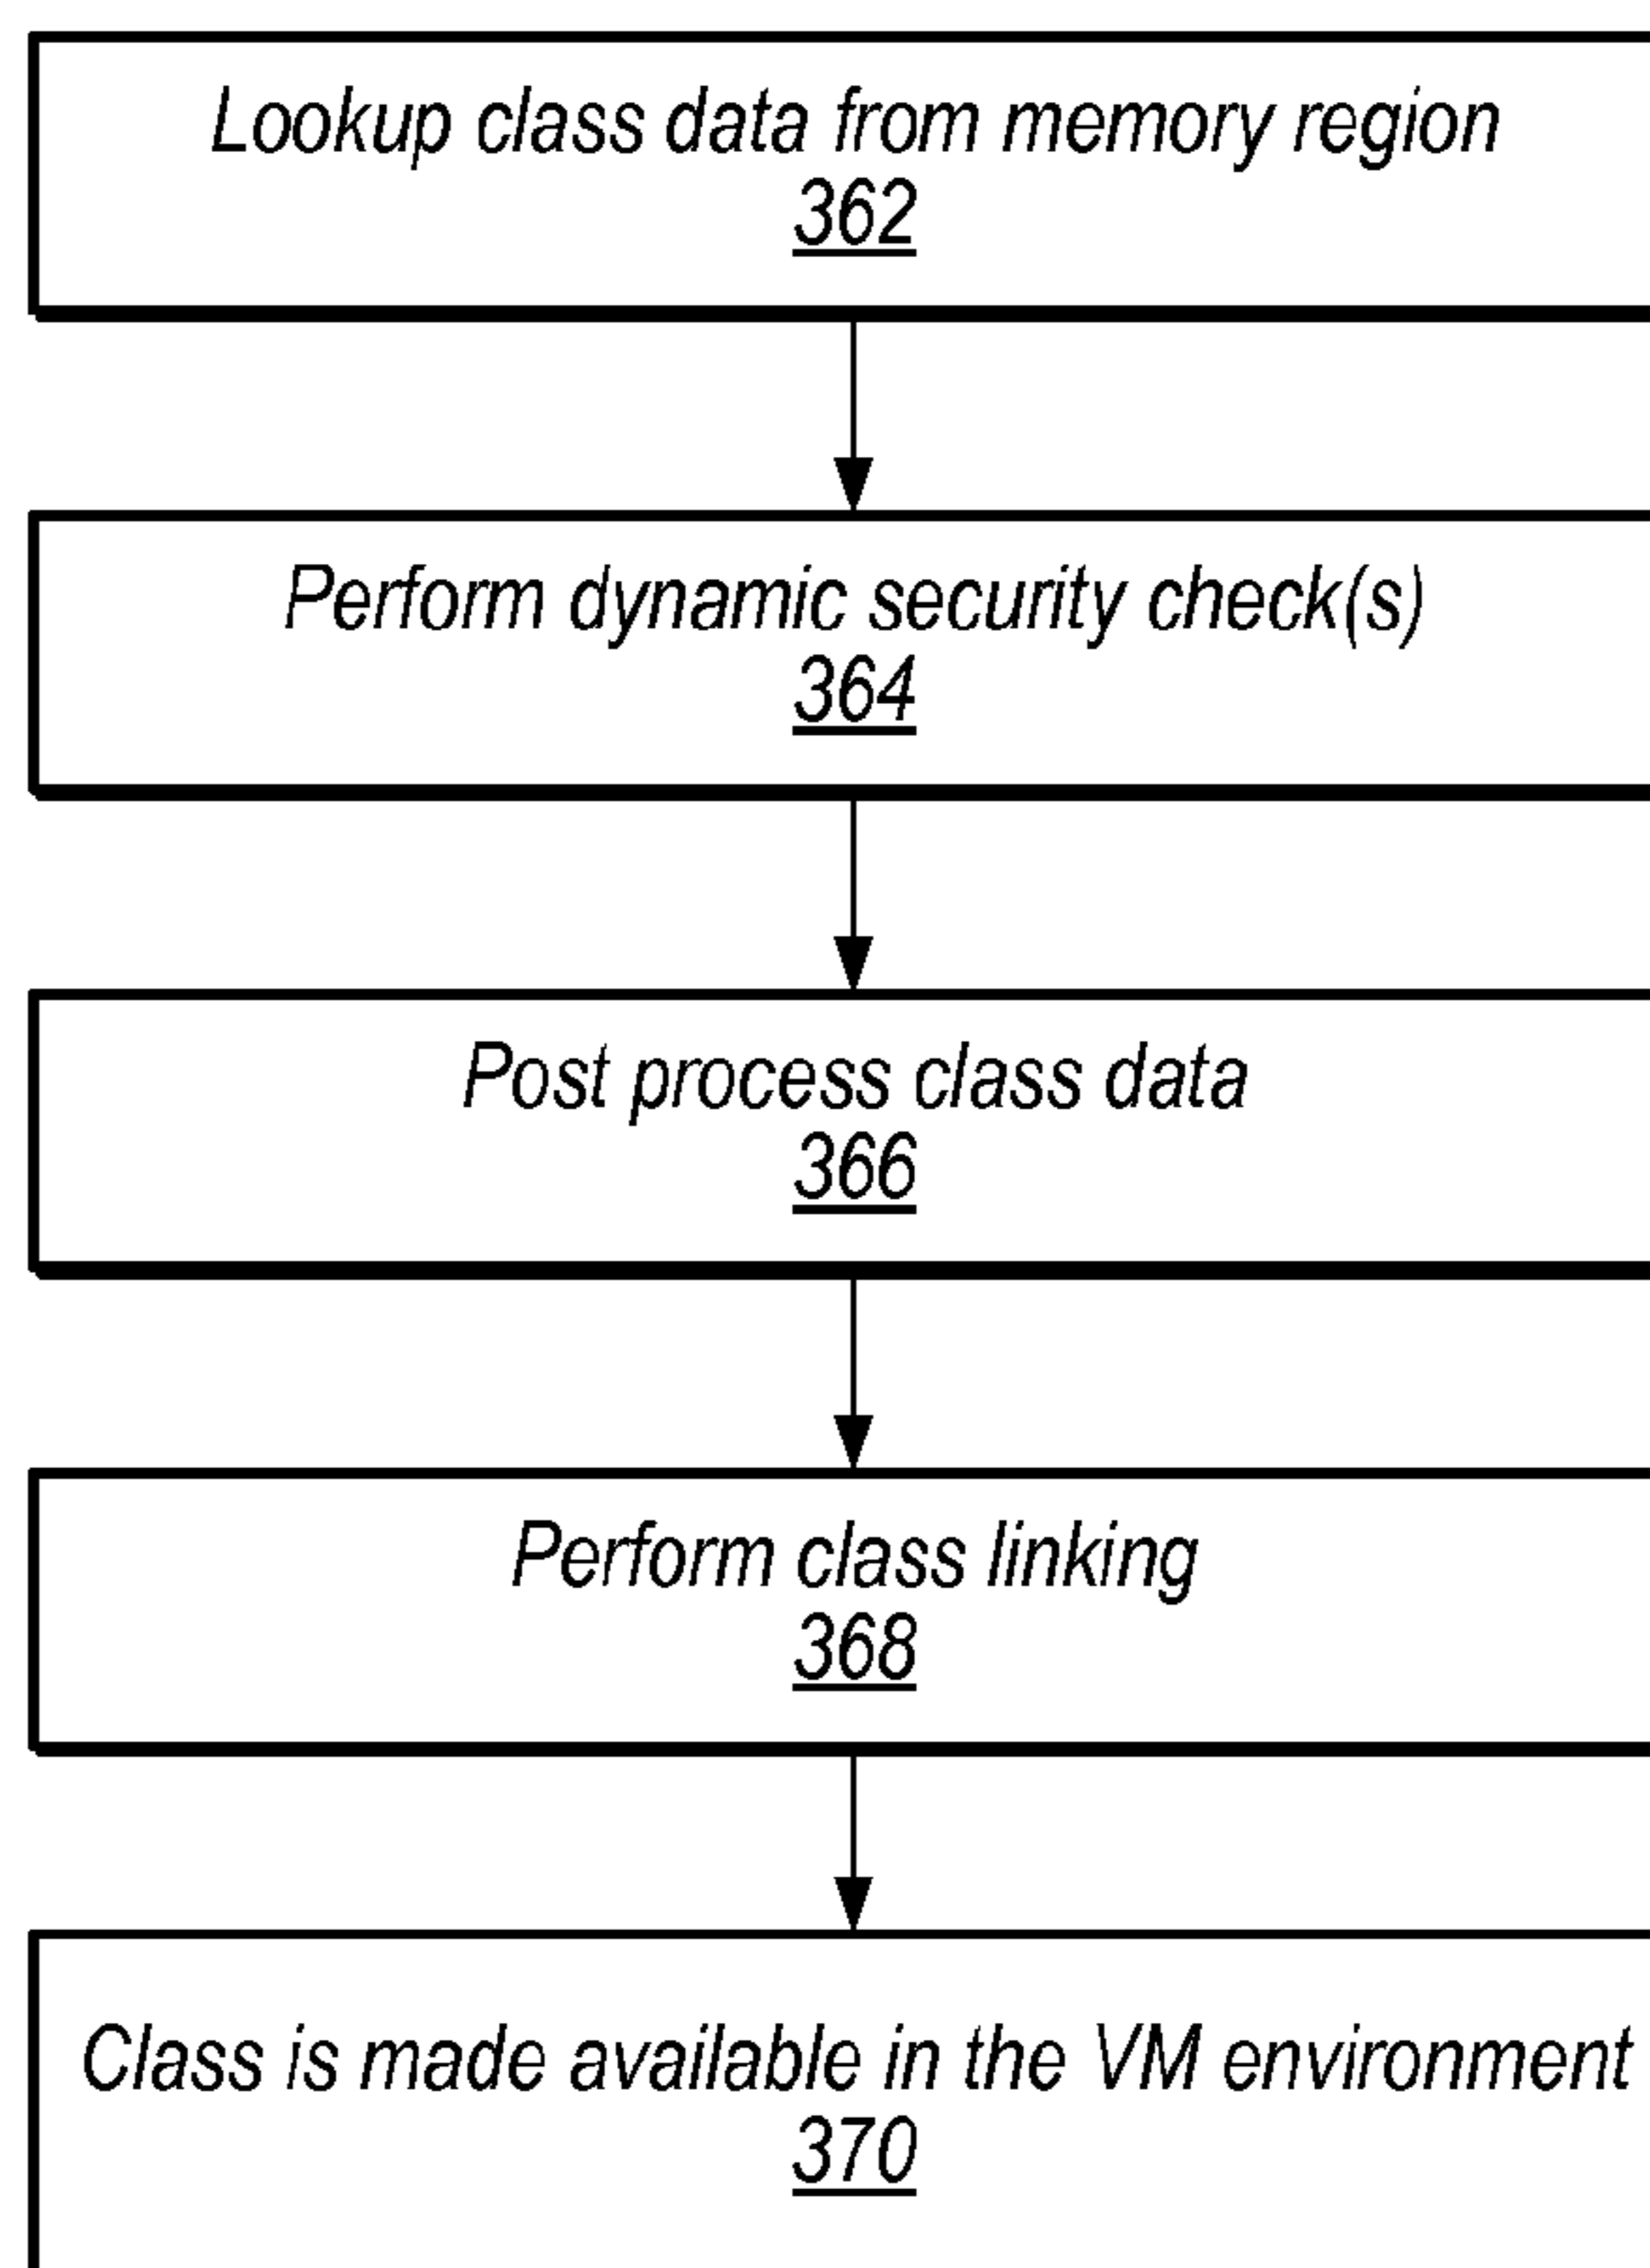 Lookup class data from memory region
362
Perform dynamic security check(s)
364
Post process class data
366
Perform class linking
368
Class is made available in the VM environment
370